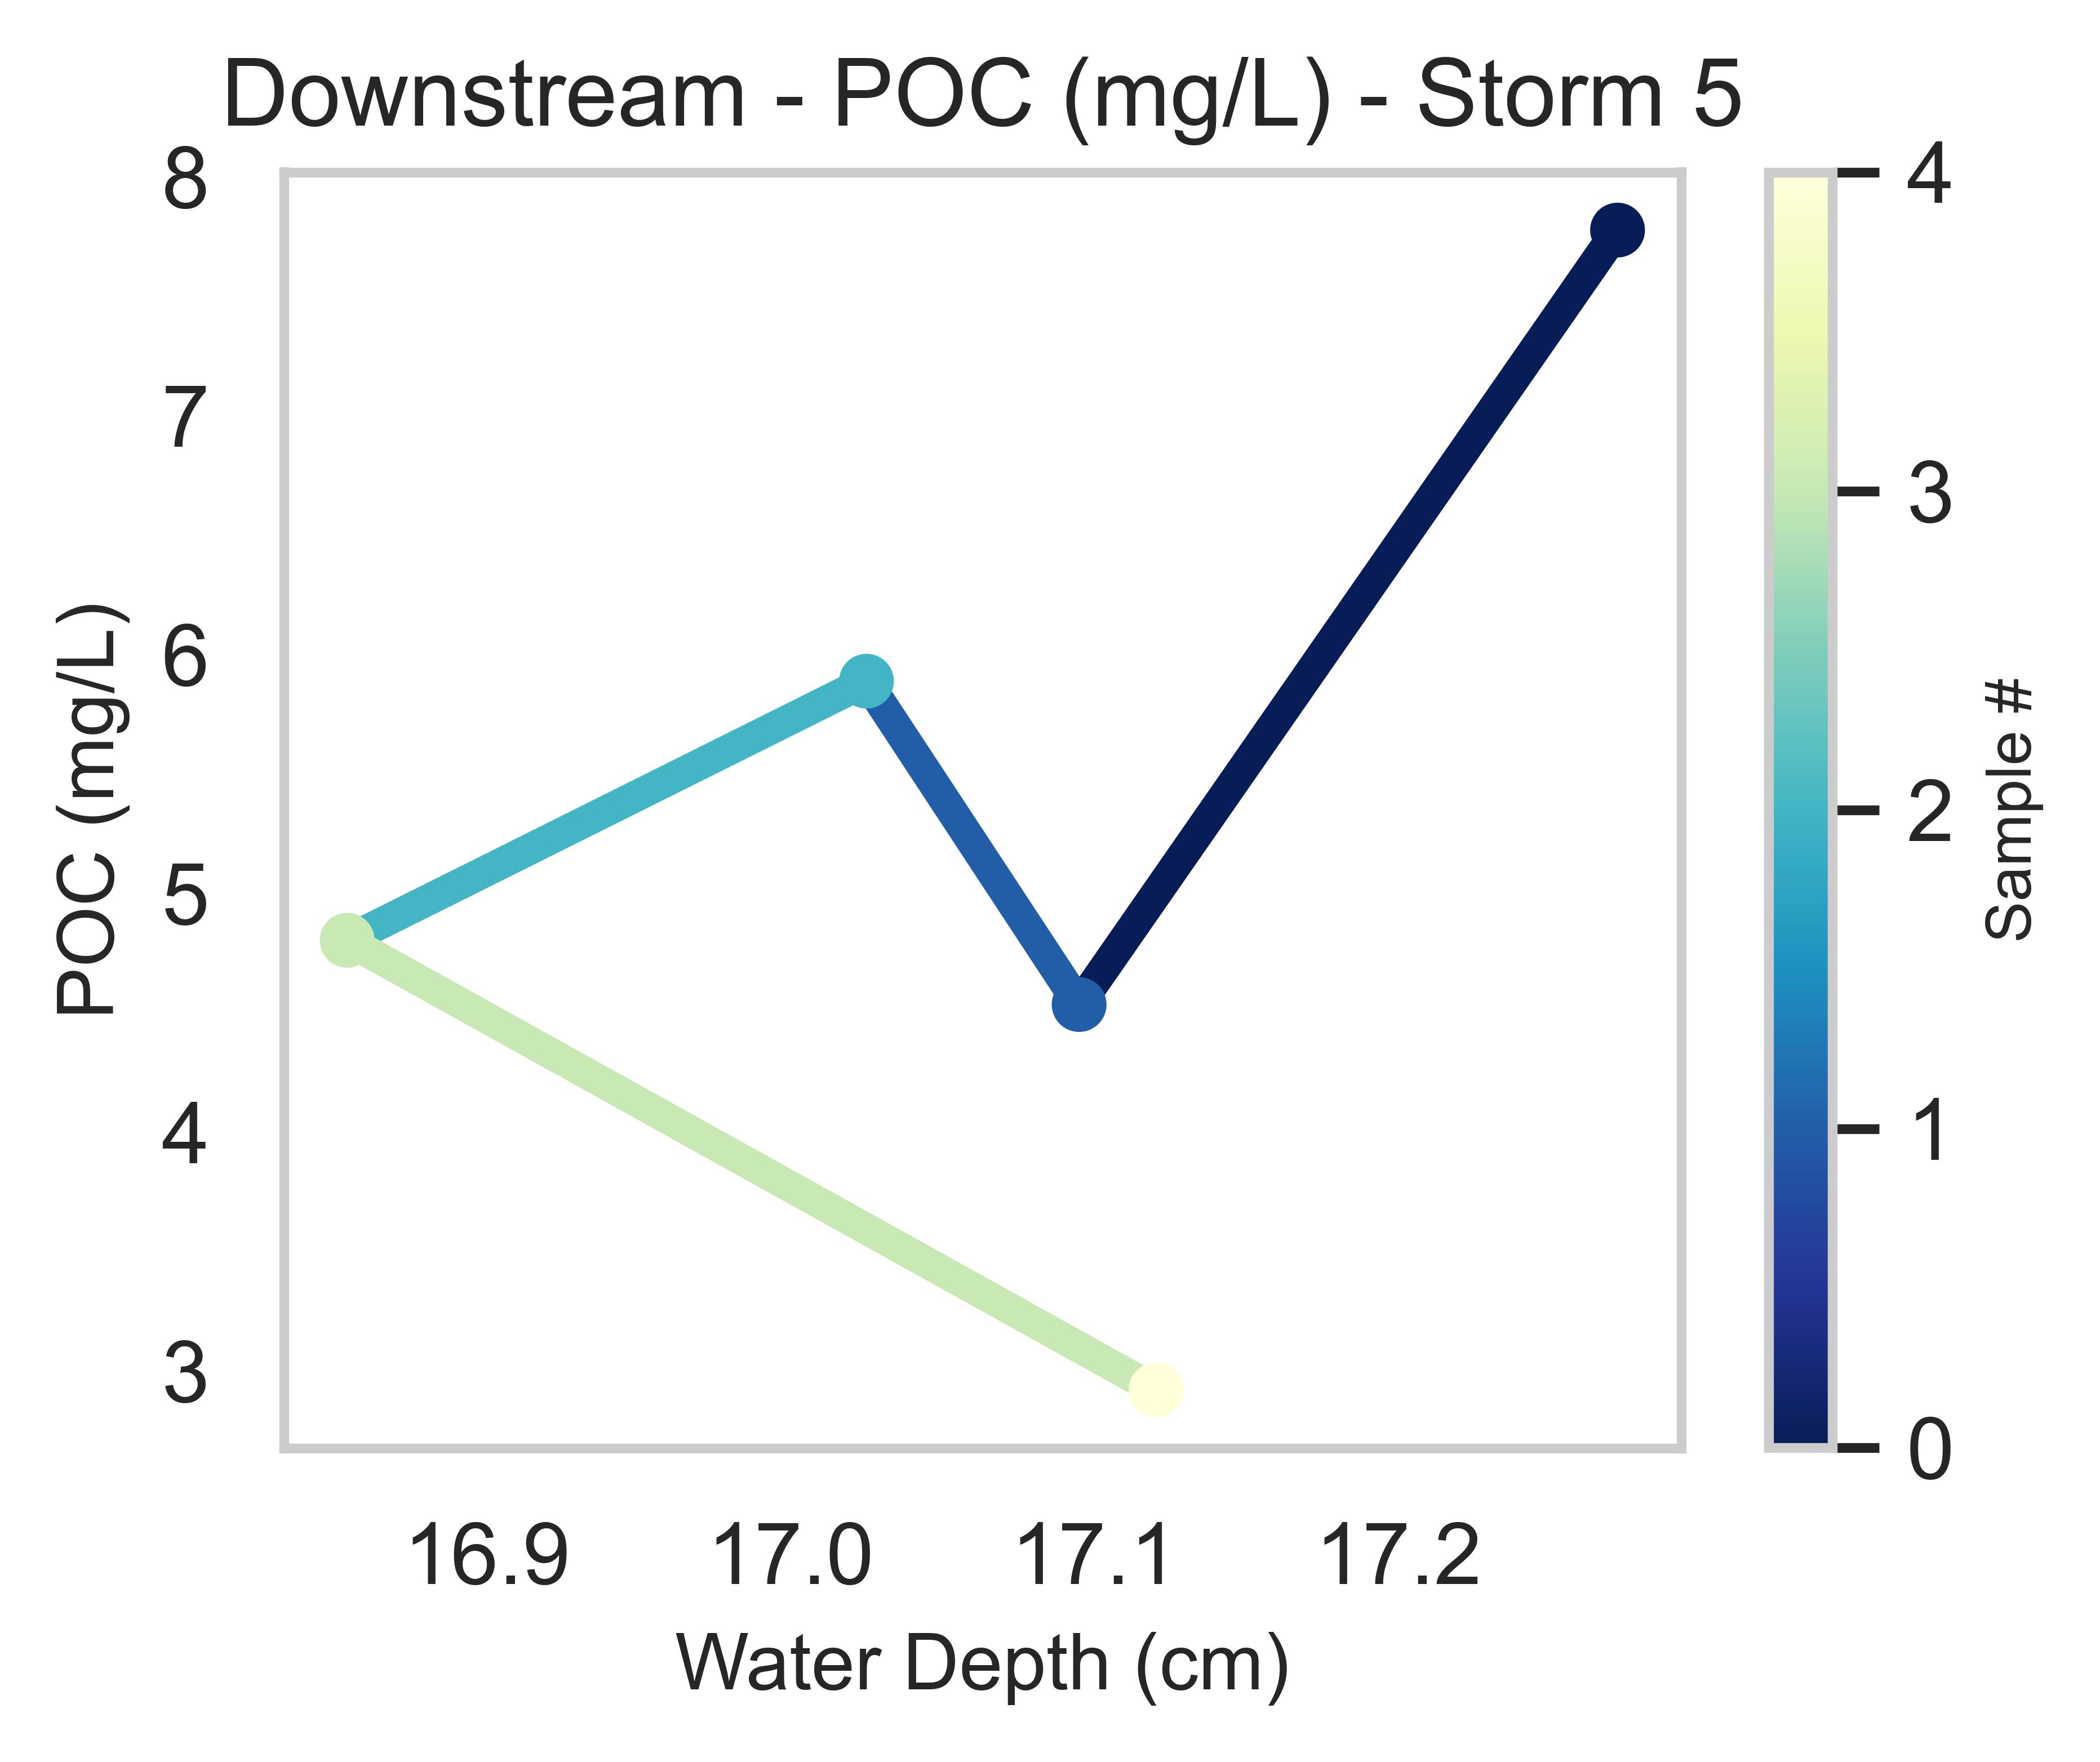 Downstream - POC (mg/L) - Storm 5
8
7
6
5
4
3
POC (mg/L)
16.9 17.0 17.1 17.2
Water Depth (cm)
4
3
2
1
0
Sample #